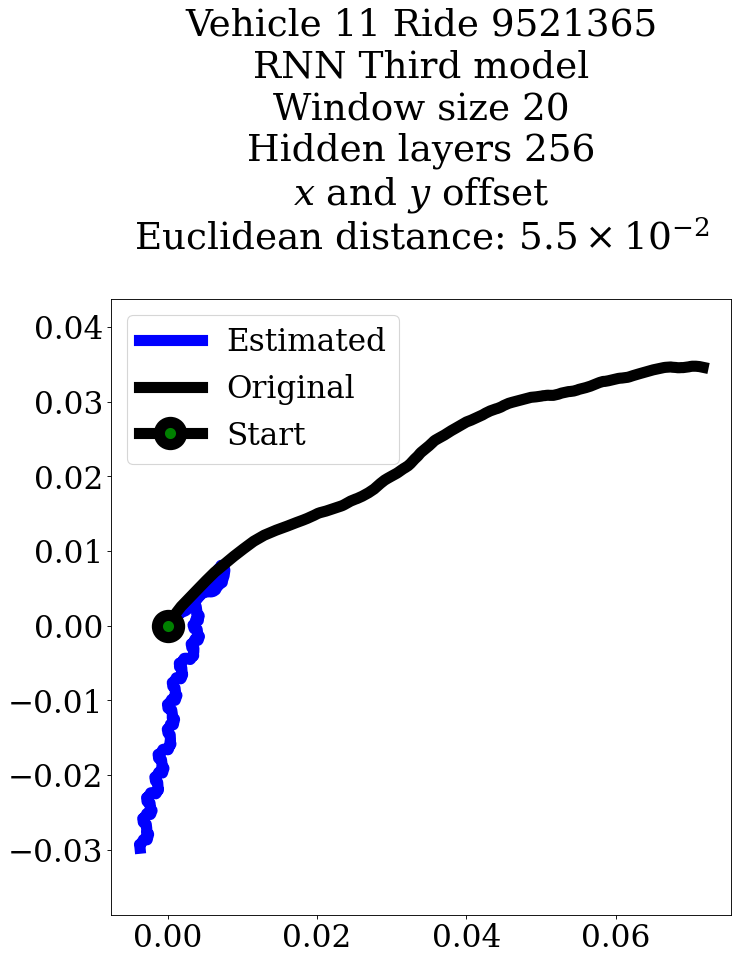 Vehicle 11 Ride 9521365
RNN Third model
Window size 20
Hidden layers 256
x and y offset
Euclidean distance: 5.5 × 10⁻²
Estimated
Original
Start
0.04
0.03
0.02
0.01
0.00
−0.01
−0.02
−0.03
0.00 0.02 0.04 0.06